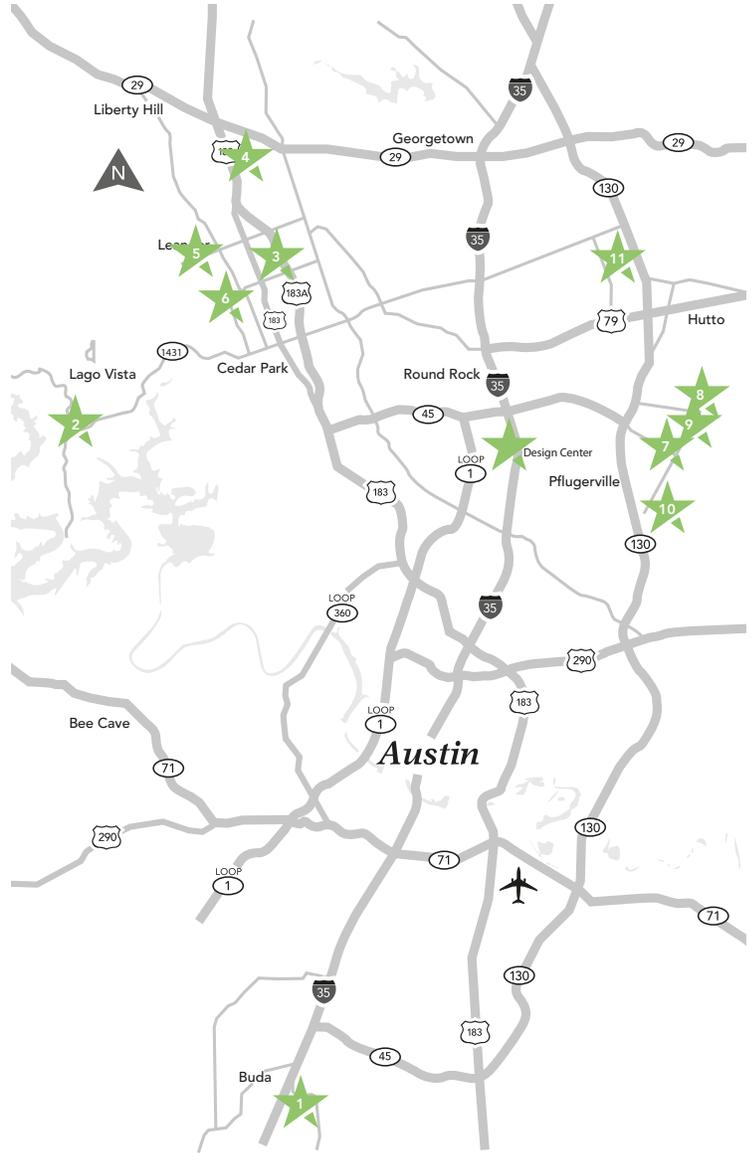 35
29
Liberty Hill
Georgetown
29
29
183
4
N
130
35
Leander
5
3
11
6
183A
183
79
Hutto
1431
Cedar Park
Lago Vista
Round Rock
35
8
45
2
9
7
Design Center
LOOP
1
Pflugerville
183
10
130
LOOP
360
35
290
183
LOOP
1
Bee Cave
Austin
71
290
130
71
LOOP
1
71
130
35
183
45
Buda
1